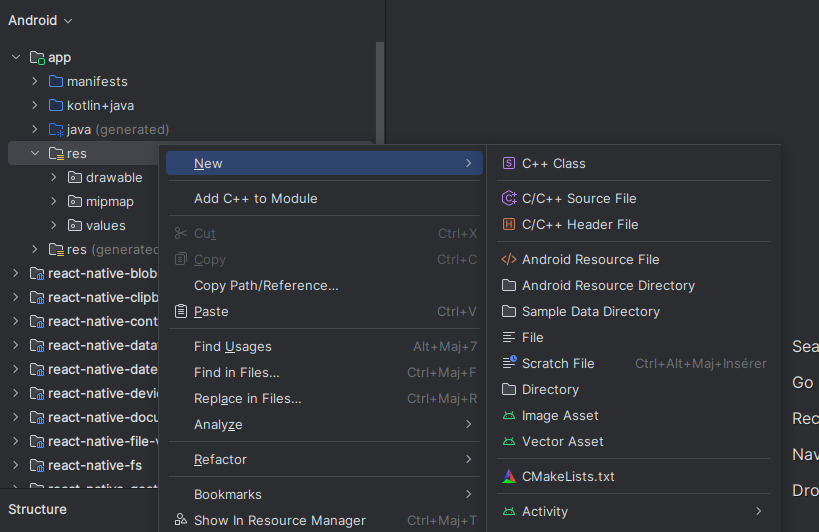 Android
app
manifests
kotlin+java
java (generated)
res
drawable
mipmap
values
res (generated
react-native-blob
react-native-clipb
react-native-cont
react-native-data
react-native-date
react-native-devic
react-native-docu
react-native-file-v
react-native-fs
Structure
New
Add C++ to Module
Cut Ctrl+X
Copy Ctrl+C
Copy Path/Reference...
Paste Ctrl+V
Find Usages Alt+Maj+7
Find in Files... Ctrl+Maj+F
Replace in Files... Ctrl+Maj+R
Analyze
Refactor
Bookmarks
Show In Resource Manager Ctrl+Maj+T
C++ Class
C/C++ Source File
C/C++ Header File
Android Resource File
Android Resource Directory
Sample Data Directory
File
Scratch File Ctrl+Alt+Maj+Insérer
Directory
Image Asset
Vector Asset
CMakeLists.txt
Activity
Sea
Go
Rec
Nav
Dro